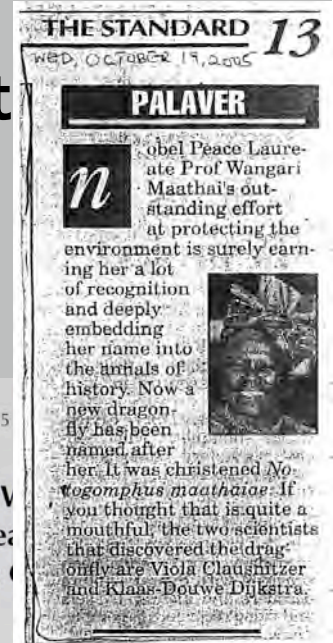 t
THE STANDARD 13
WED, OCTOBER 19, 2005
PALAVER
nobel Peace Laure-
ate Prof Wangari
Maathai's out-
standing effort
at protecting the
environment is surely earn-
ing her a lot
of recognition
and deeply
embedding
her name into
the annals of
history. Now a
new dragon-
fly has been
named after
her. It was christened No-
togomphus maathaiae. If
you thought that is quite a
mouthful, the two scientists
that discovered the drag-
onfly are Viola Clausnitzer
and Klaas-Douwe Dijkstra.
5